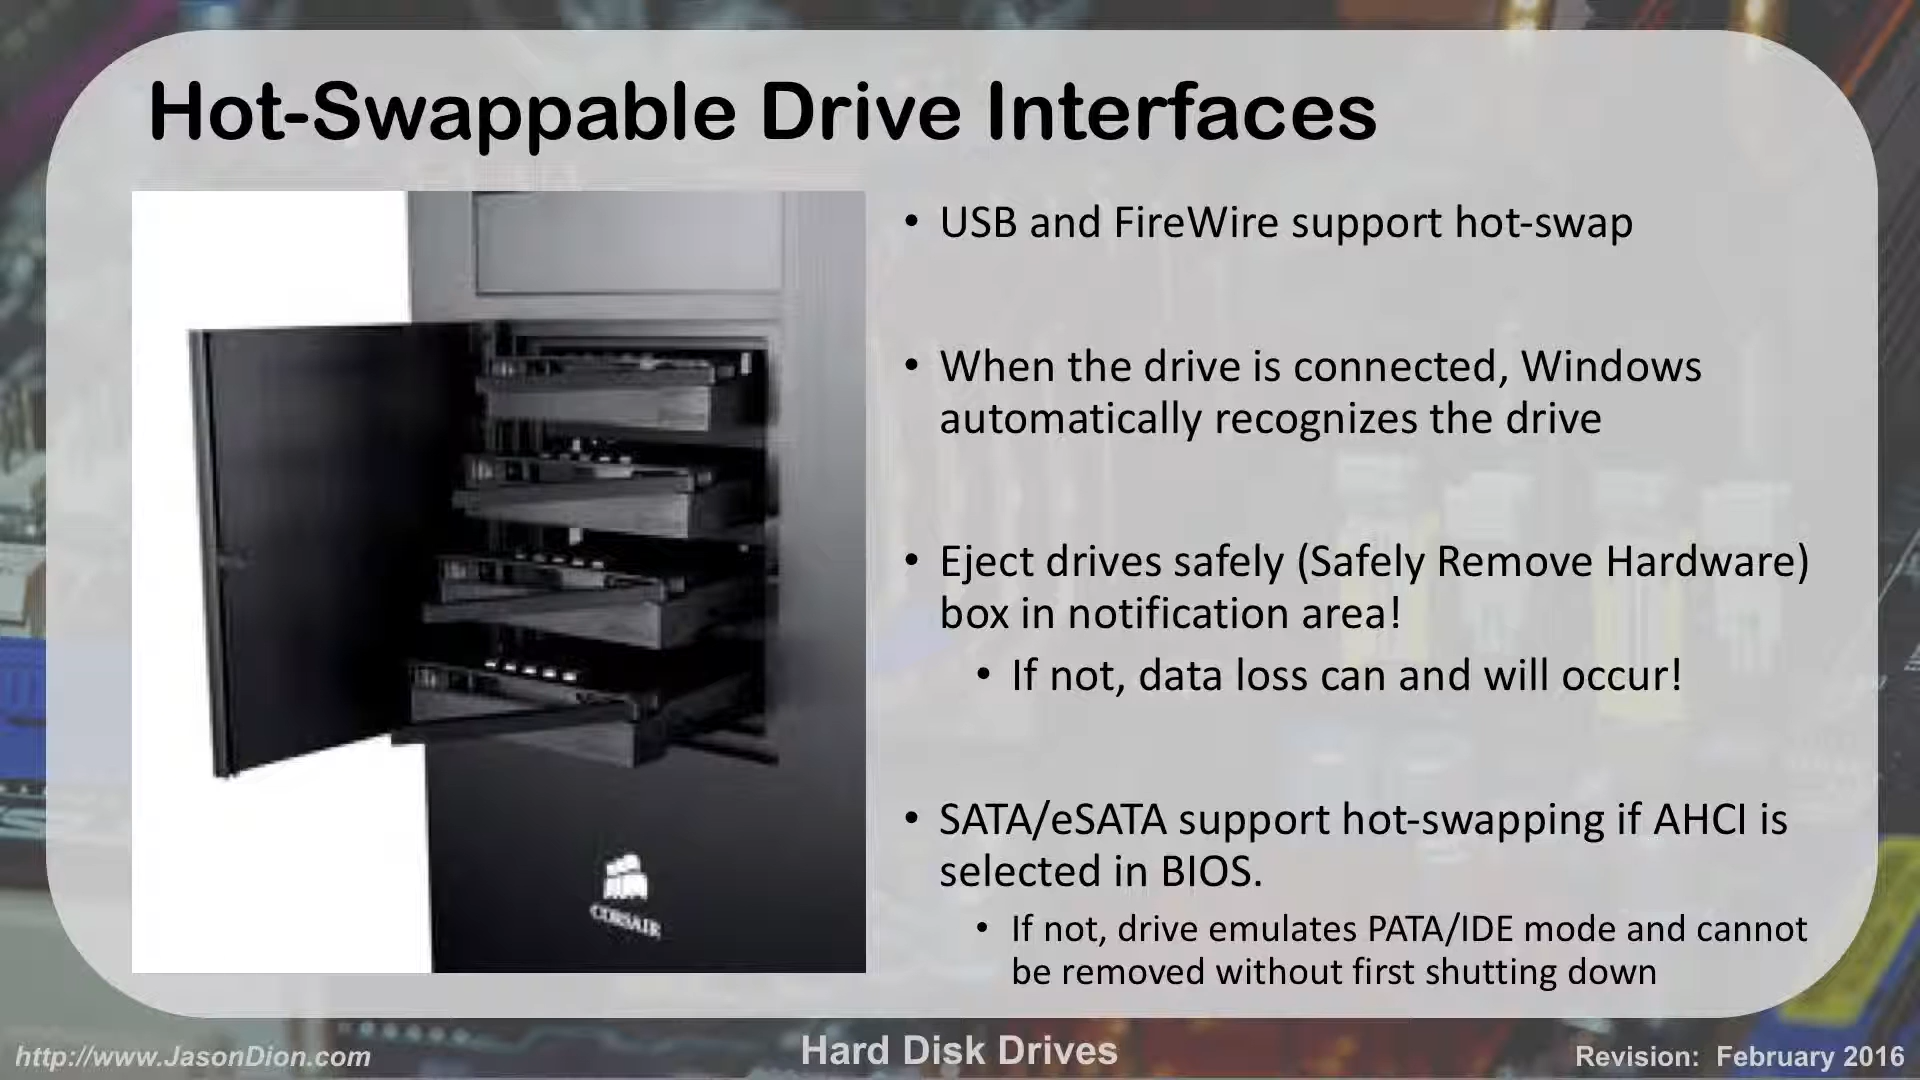 Hot-Swappable Drive Interfaces
• USB and FireWire support hot-swap
• When the drive is connected, Windows
automatically recognizes the drive
• Eject drives safely (Safely Remove Hardware)
box in notification area!
• If not, data loss can and will occur!
• SATA/eSATA support hot-swapping if AHCI is
selected in BIOS.
• If not, drive emulates PATA/IDE mode and cannot
be removed without first shutting down
CORSAIR
http://www.JasonDion.com
Hard Disk Drives
Revision: February 2016